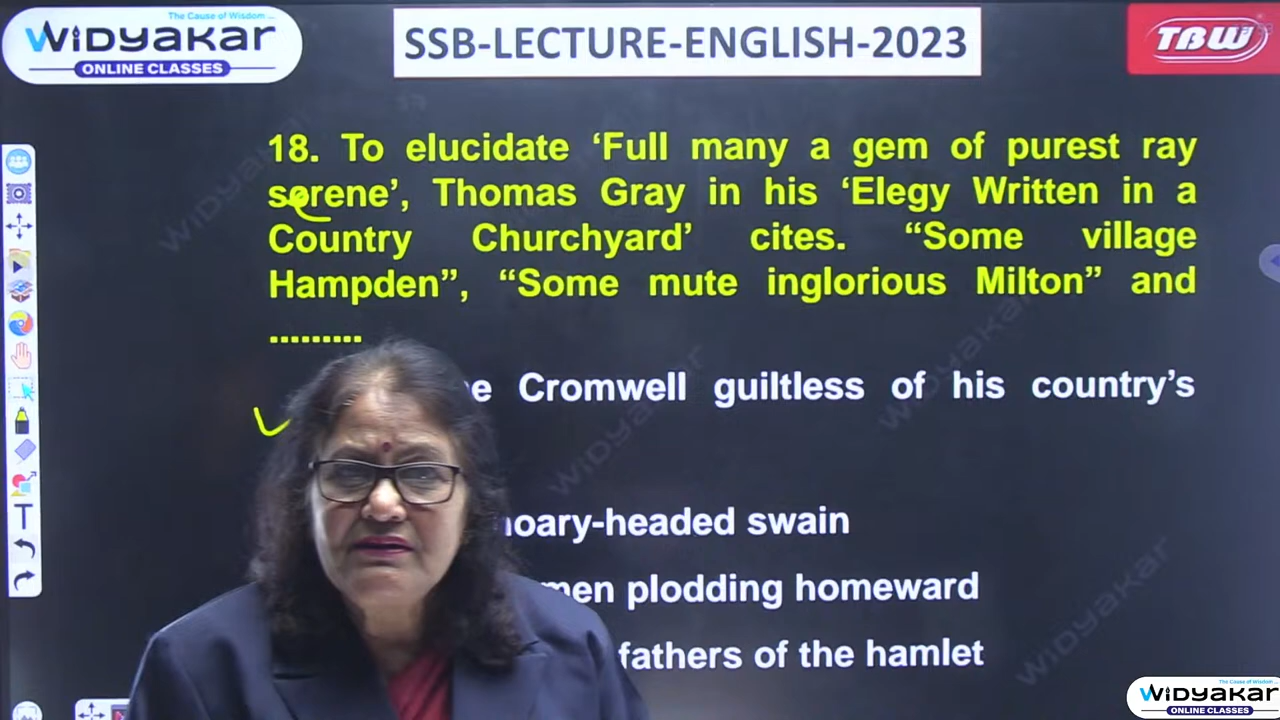 The Cause of Wisdom ...
WIDYAKAR
ONLINE CLASSES
SSB-LECTURE-ENGLISH-2023
TBW
18. To elucidate ‘Full many a gem of purest ray
serene’, Thomas Gray in his ‘Elegy Written in a
Country Churchyard’ cites. “Some village
Hampden”, “Some mute inglorious Milton” and
.........
Cromwell guiltless of his country’s
hoary-headed swain
plodding homeward
fathers of the hamlet
T
The Cause of Wisdom ...
WIDYAKAR
ONLINE CLASSES